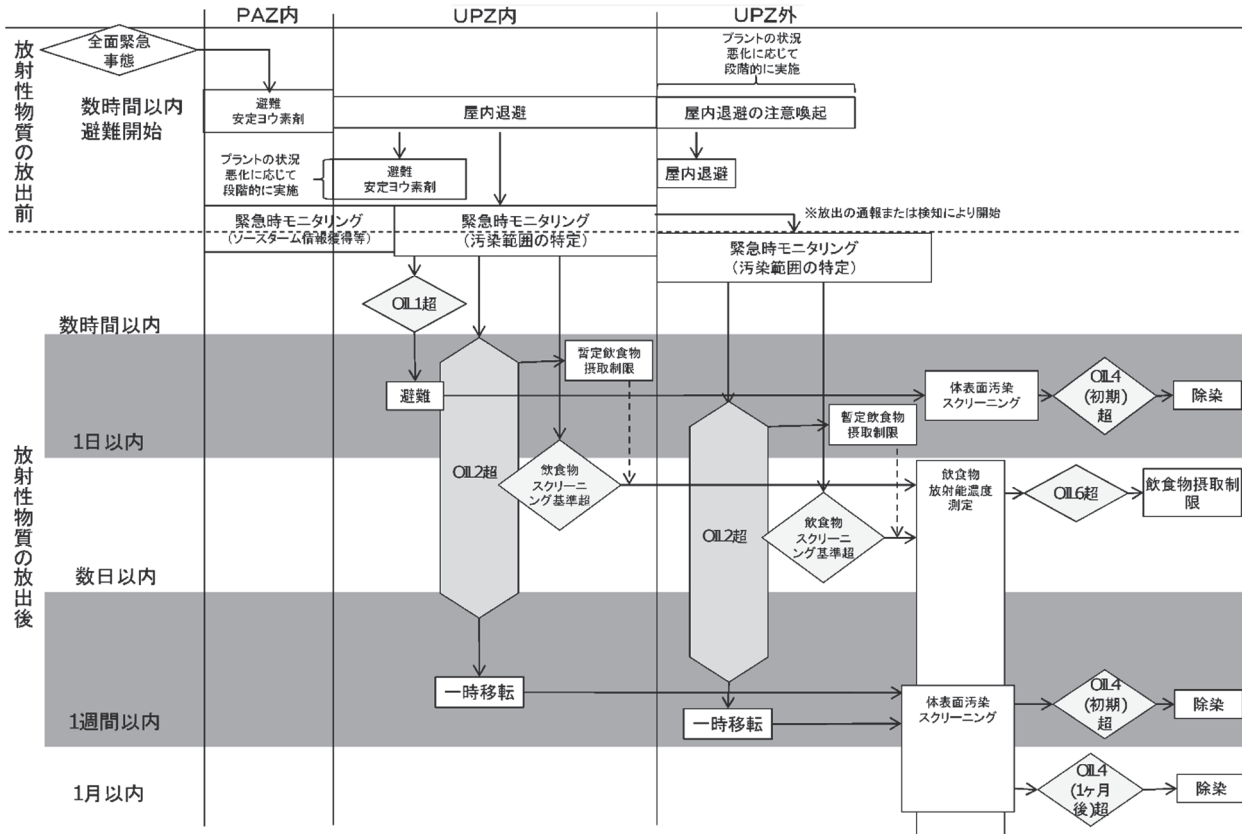 PAZ内
UPZ内
UPZ外
放射性物質の放出前
全面緊急
事態
プラントの状況
悪化に応じて
段階的に実施
数時間以内
避難開始
避難
安定ヨウ素剤
屋内退避
屋内退避の注意喚起
プラントの状況
悪化に応じて
段階的に実施
避難
安定ヨウ素剤
屋内退避
緊急時モニタリング
(ソースターム情報獲得等)
緊急時モニタリング
(汚染範囲の特定)
※放出の通報または検知により開始
緊急時モニタリング
(汚染範囲の特定)
OIL1超
数時間以内
放射性物質の放出後
暫定飲食物
摂取制限
避難
体表面汚染
スクリーニング
OIL4
(初期)
超
除染
1日以内
暫定飲食物
摂取制限
OIL2超
飲食物
スクリーニ
ング基準超
飲食物
放射能濃度
測定
OIL6超
飲食物摂取制
限
OIL2超
飲食物
スクリーニ
ング基準超
数日以内
一時移転
一時移転
1週間以内
体表面汚染
スクリーニング
OIL4
(初期)
超
除染
1月以内
OIL4
(1ヶ月
後)超
除染